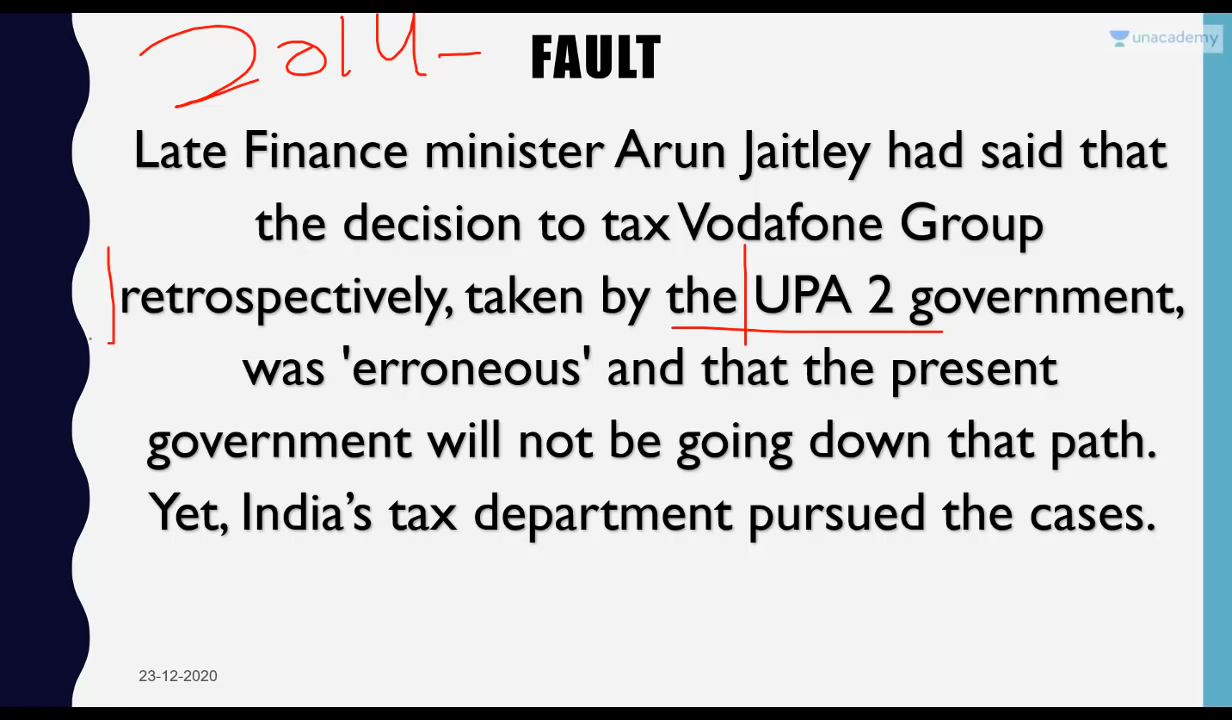 2014 -
FAULT
unacademy
Late Finance minister Arun Jaitley had said that
the decision to tax Vodafone Group
retrospectively, taken by the UPA 2 government,
was 'erroneous' and that the present
government will not be going down that path.
Yet, India’s tax department pursued the cases.
23-12-2020